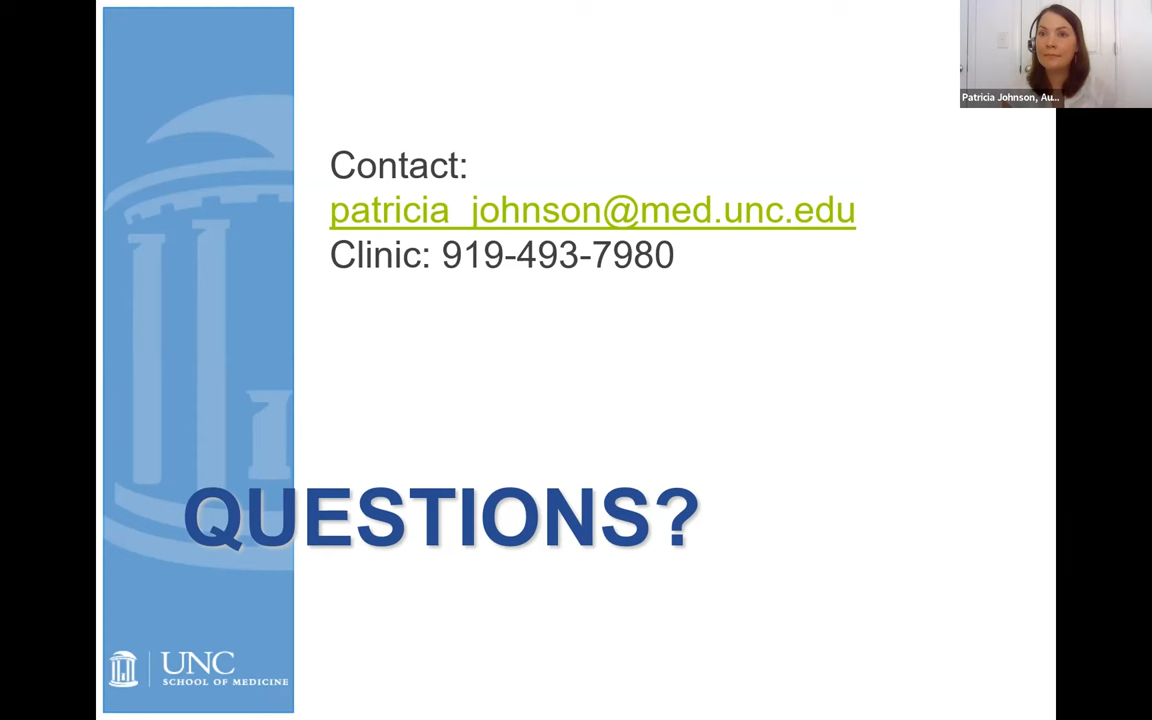 Patricia Johnson, Au...
Contact:
patricia_johnson@med.unc.edu
Clinic: 919-493-7980
QUESTIONS?
UNC
SCHOOL OF MEDICINE